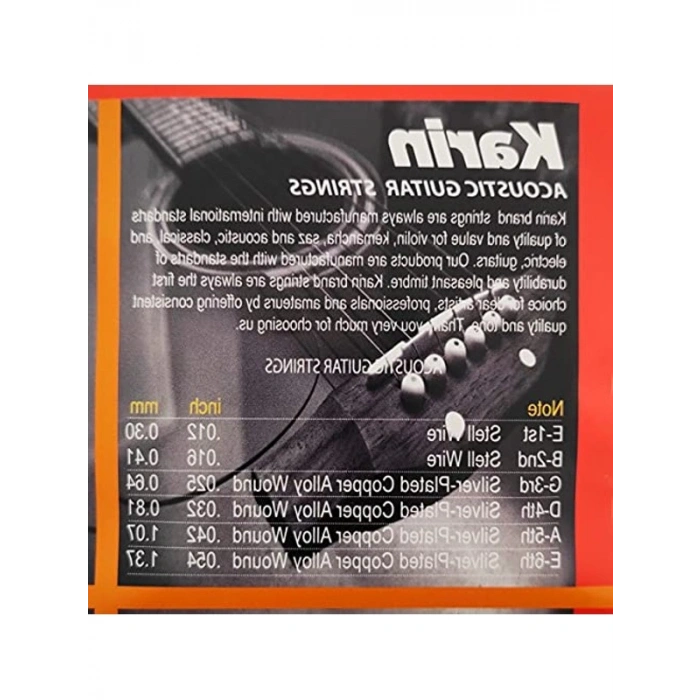 Karin
ACOUSTIC GUITAR STRINGS
Karin brand strings are always manufactured with international standarts
of quality and value for violin, kemancha, saz and acoustic, classical, and
electric, guitars. Our products are manufactured with the standarts of
durability and pleasant timbre. Karin brand strings are always the first
choice for dear artists, professionals and amateurs by offering consistent
quality and tone. Thank you very much for choosing for us.
ACOUSTIC GUITAR STRINGS
Note inch mm
E-1st Stell Wire .012 0.30
B-2nd Stell Wire .016 0.41
G-3rd Silver-Plated Copper Alloy Wound .025 0.64
D-4th Silver-Plated Copper Alloy Wound .032 0.81
A-5th Silver-Plated Copper Alloy Wound .042 1.07
E-6th Silver-Plated Copper Alloy Wound .054 1.37